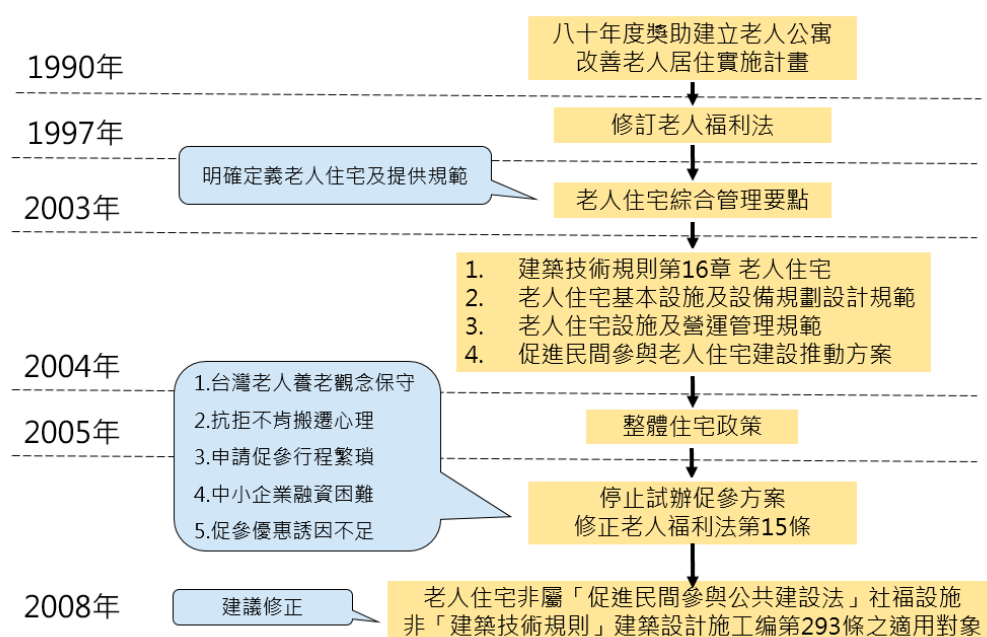 1990年
八十年度獎助建立老人公寓
改善老人居住實施計畫
1997年
修訂老人福利法
明確定義老人住宅及提供規範
2003年
老人住宅綜合管理要點
1. 建築技術規則第16章 老人住宅
2. 老人住宅基本設施及設備規劃設計規範
3. 老人住宅設施及營運管理規範
4. 促進民間參與老人住宅建設推動方案
2004年
1.台灣老人養老觀念保守
2.抗拒不肯搬遷心理
3.申請促參行程繁瑣
4.中小企業融資困難
5.促參優惠誘因不足
2005年
整體住宅政策
停止試辦促參方案
修正老人福利法第15條
2008年
建議修正
老人住宅非屬「促進民間參與公共建設法」社福設施
非「建築技術規則」建築設計施工编第293條之適用對象